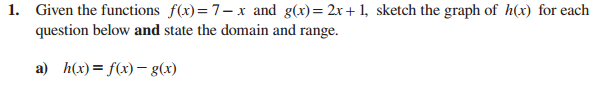 1. Given the functions f(x) = 7 – x and g(x) = 2x + 1, sketch the graph of h(x) for each
question below and state the domain and range.
a) h(x) = f(x) – g(x)